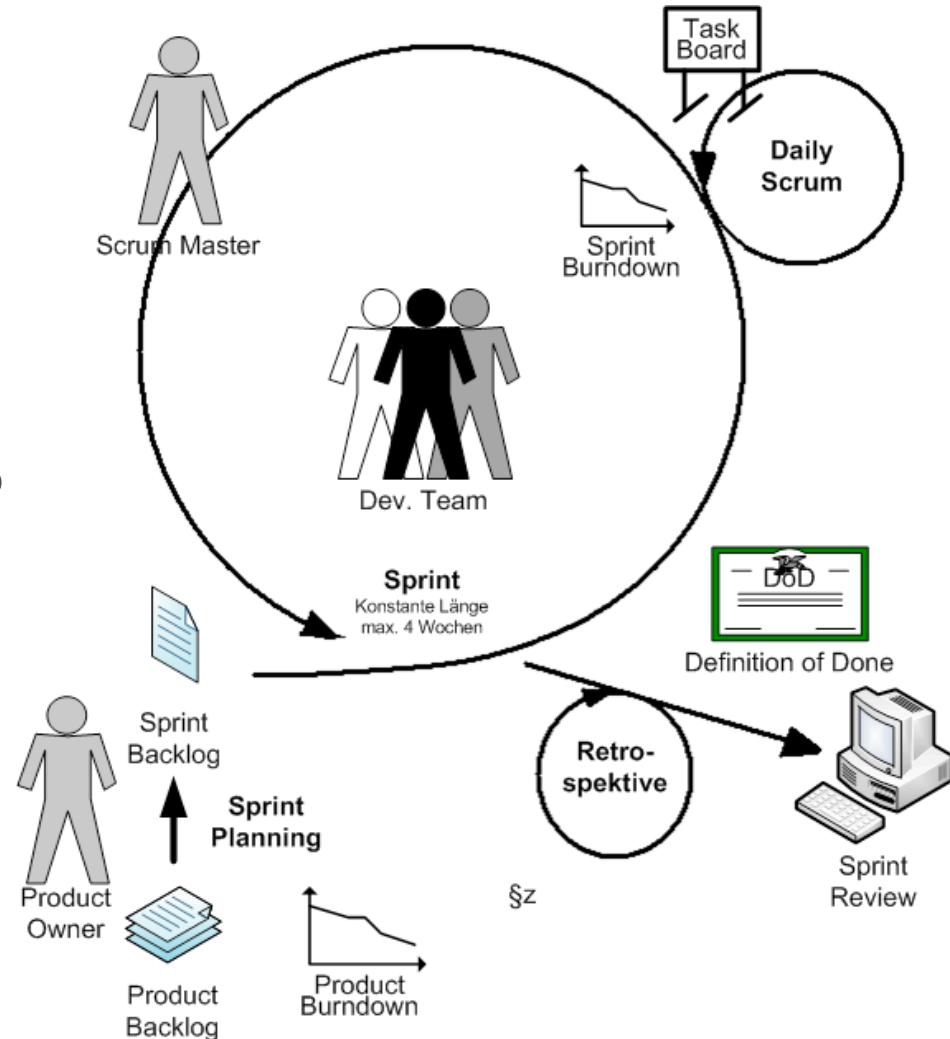 Task
Board
Daily
Scrum
Scrum Master
Sprint
Burndown
Dev. Team
Sprint
Konstante Länge
max. 4 Wochen
DoD
Definition of Done
Sprint
Backlog
Retro-
spektive
Sprint
Planning
Sprint
Review
Product
Owner
§z
Product
Burndown
Product
Backlog
)